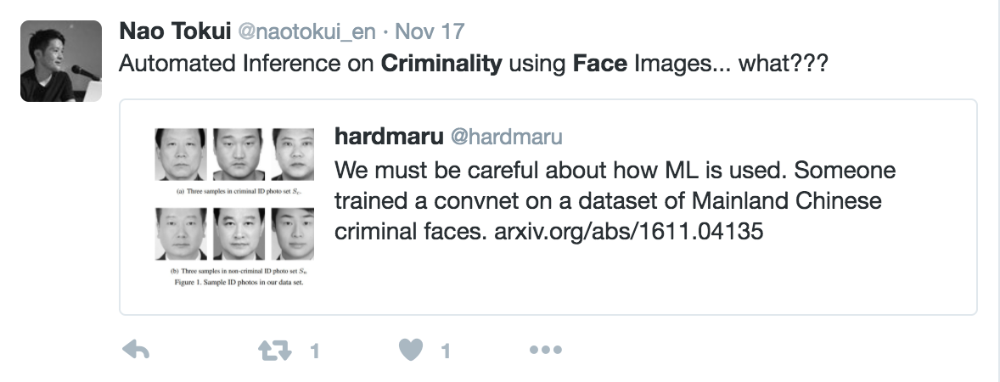 Nao Tokui @naotokui_en · Nov 17
Automated Inference on Criminality using Face Images... what???
hardmaru @hardmaru
We must be careful about how ML is used. Someone
trained a convnet on a dataset of Mainland Chinese
criminal faces. arxiv.org/abs/1611.04135
(a) Three samples in criminal ID photo set Sc.
(b) Three samples in non-criminal ID photo set Sn
Figure 1. Sample ID photos in our data set.
1
1